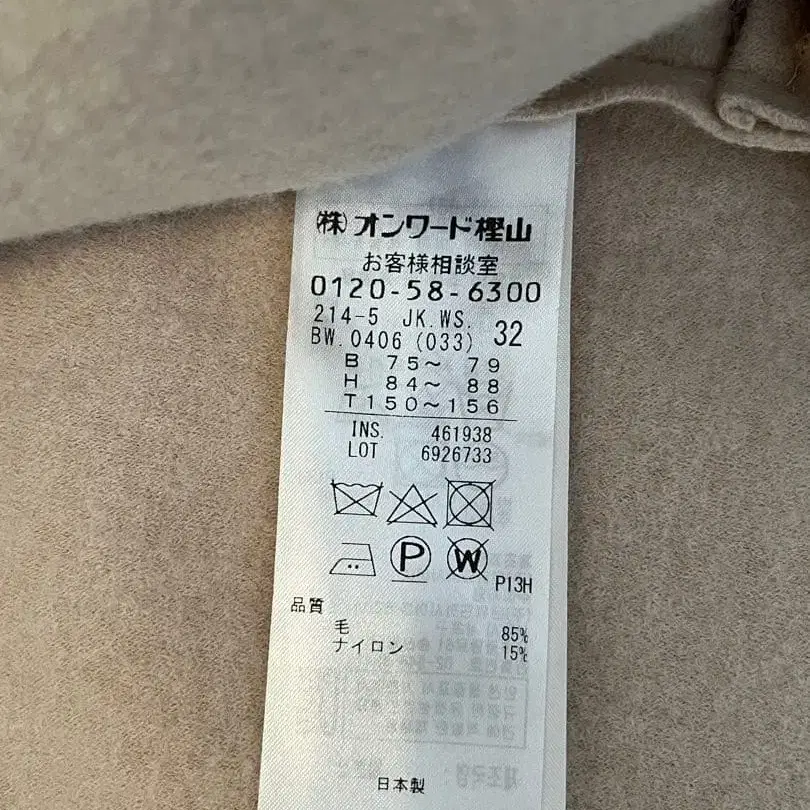 ㈱オンワード樫山
お客様相談室
0120-58-6300
214-5 JK.WS. 32
BW.0406 (033)
B 75～ 79
H 84～ 88
T150～156
INS. 461938
LOT 6926733
P
W
P13H
品質
毛 85%
ナイロン 15%
日本製